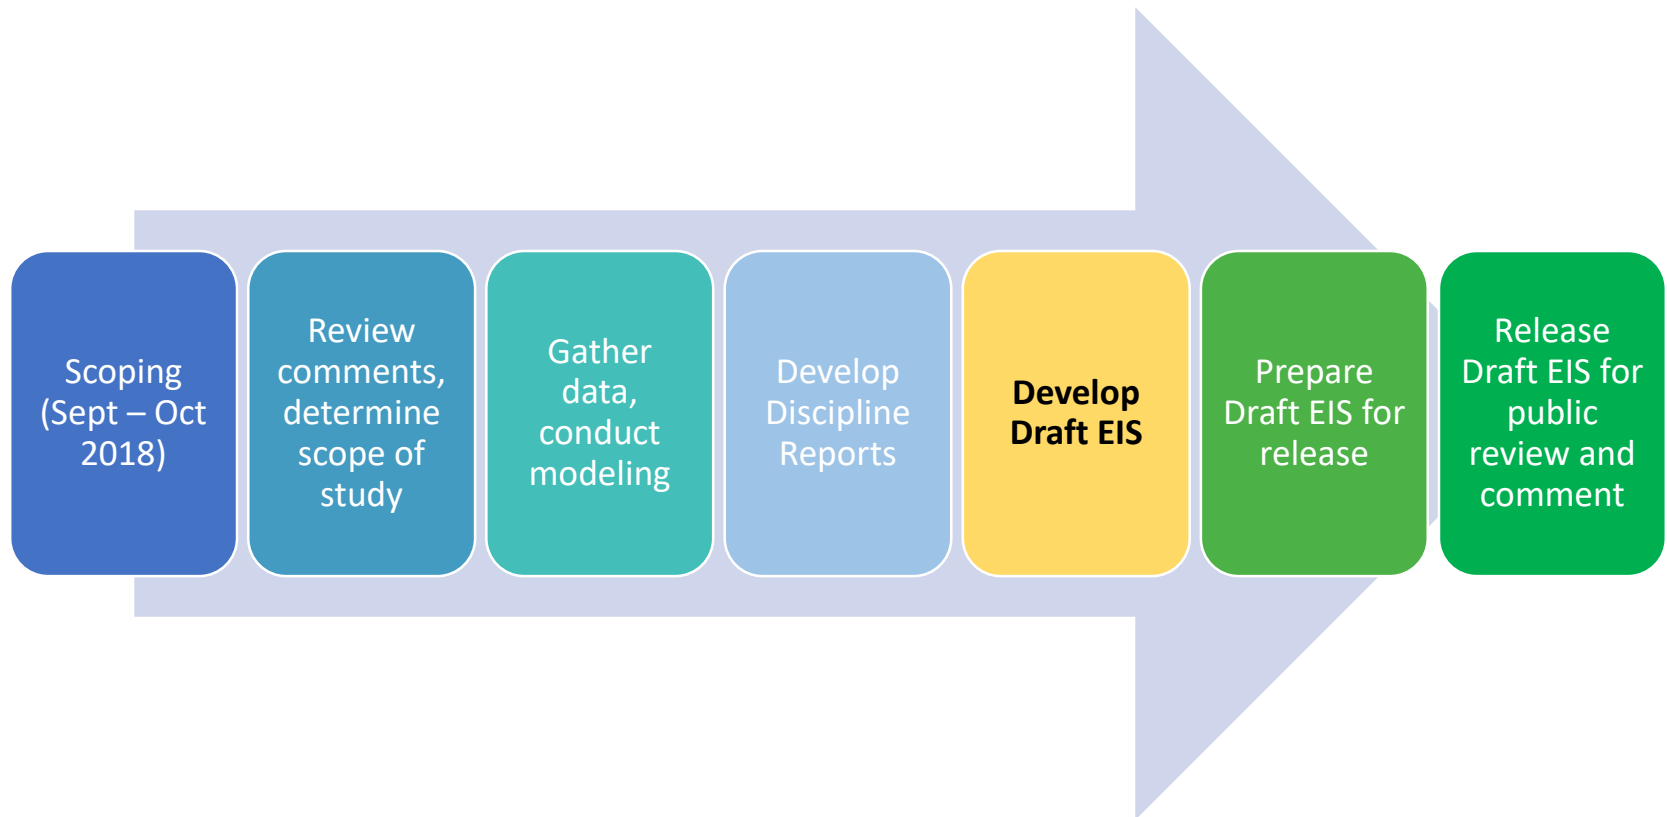 Scoping
(Sept – Oct
2018)
Review
comments,
determine
scope of
study
Gather
data,
conduct
modeling
Develop
Discipline
Reports
Develop
Draft EIS
Prepare
Draft EIS for
release
Release
Draft EIS for
public
review and
comment